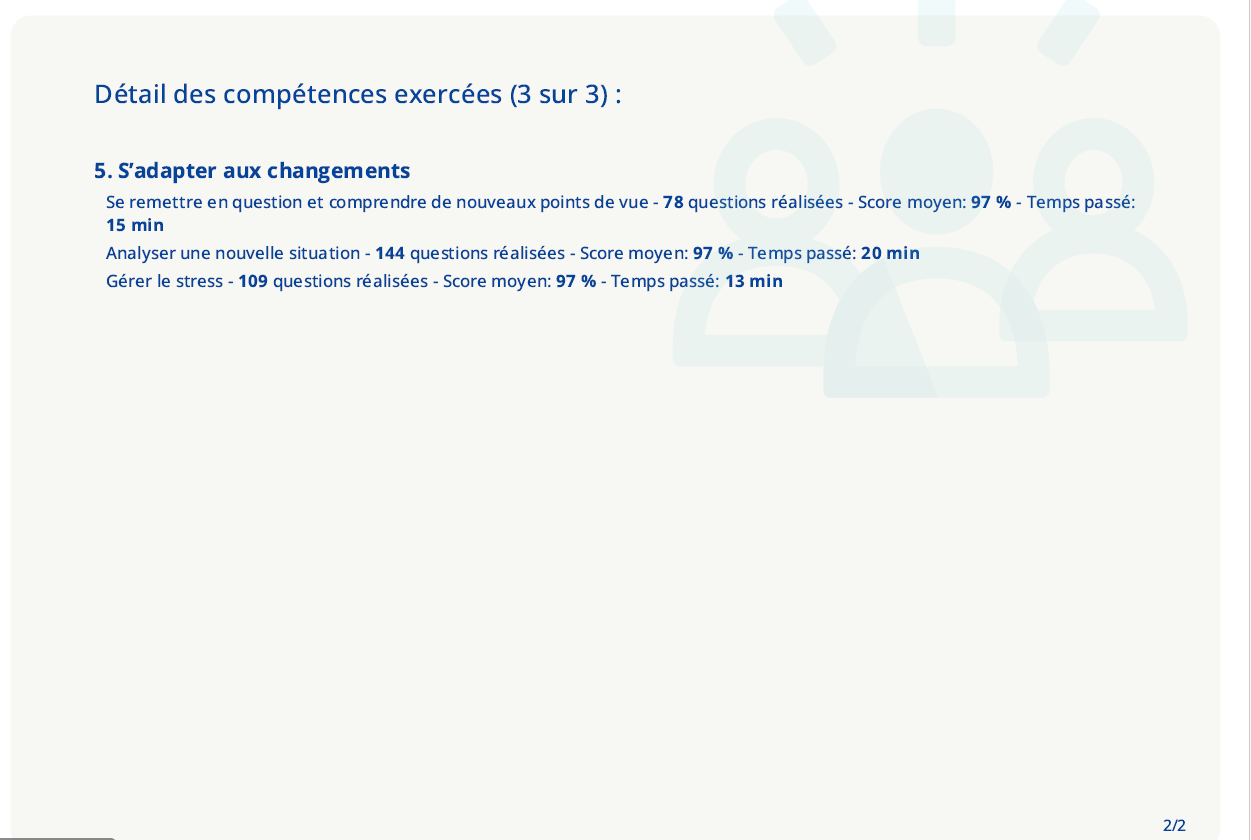 Détail des compétences exercées (3 sur 3) :
5. S’adapter aux changements
Se remettre en question et comprendre de nouveaux points de vue - 78 questions réalisées - Score moyen: 97 % - Temps passé:
15 min
Analyser une nouvelle situation - 144 questions réalisées - Score moyen: 97 % - Temps passé: 20 min
Gérer le stress - 109 questions réalisées - Score moyen: 97 % - Temps passé: 13 min
2/2